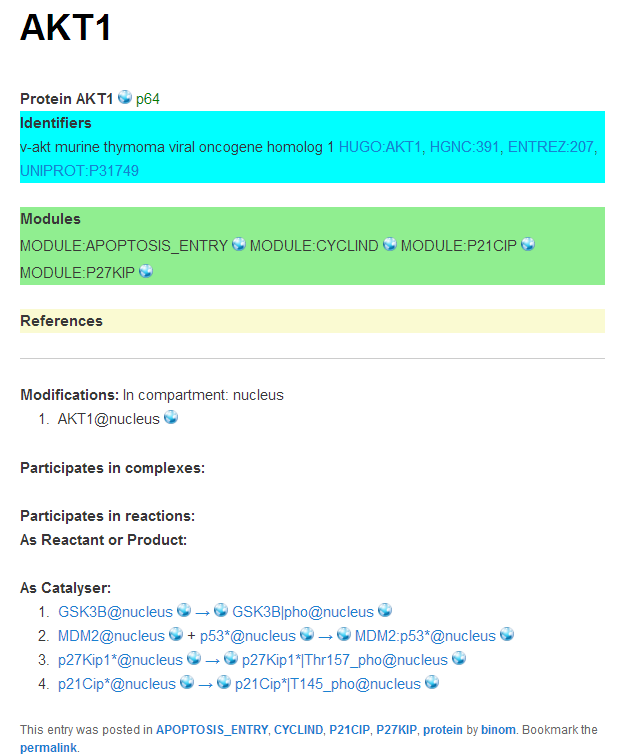 AKT1
Protein AKT1 p64
Identifiers
v-akt murine thymoma viral oncogene homolog 1 HUGO:AKT1, HGNC:391, ENTREZ:207,
UNIPROT:P31749
Modules
MODULE:APOPTOSIS_ENTRY MODULE:CYCLIND MODULE:P21CIP
MODULE:P27KIP
References
Modifications: In compartment: nucleus
1. AKT1@nucleus
Participates in complexes:
Participates in reactions:
As Reactant or Product:
As Catalyser:
1. GSK3B@nucleus → GSK3B|pho@nucleus
2. MDM2@nucleus + p53*@nucleus → MDM2:p53*@nucleus
3. p27Kip1*@nucleus → p27Kip1*|Thr157_pho@nucleus
4. p21Cip*@nucleus → p21Cip*|T145_pho@nucleus
This entry was posted in APOPTOSIS_ENTRY, CYCLIND, P21CIP, P27KIP, protein by binom. Bookmark the
permalink.